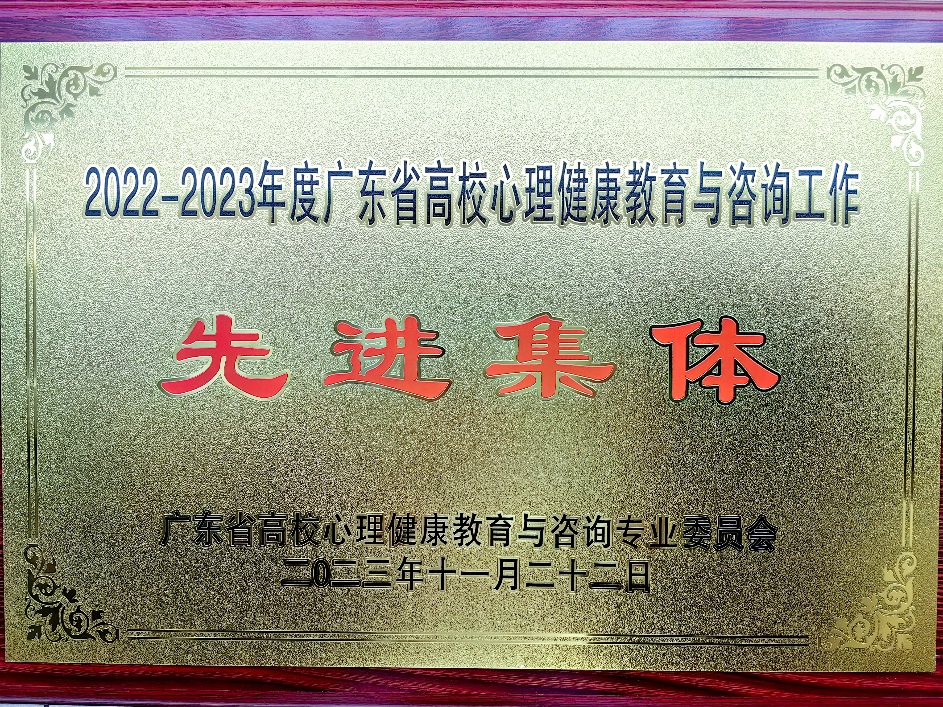 2022-2023年度广东省高校心理健康教育与咨询工作
先进集体
广东省高校心理健康教育与咨询专业委员会
二0二三年十一月二十二日